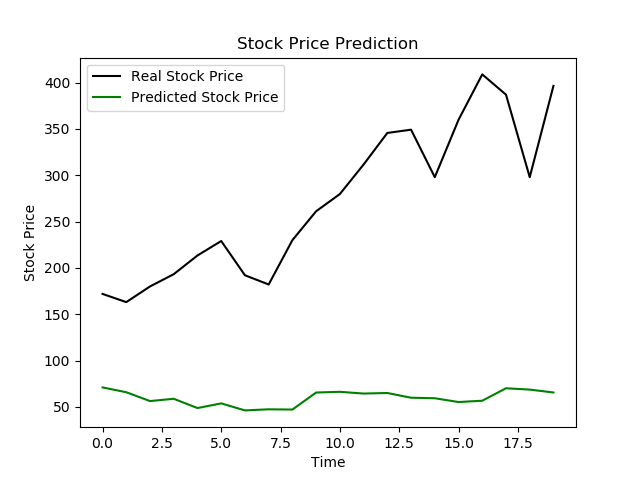 Stock Price Prediction
Real Stock Price
Predicted Stock Price
Stock Price
400
350
300
250
200
150
100
50
0.0 2.5 5.0 7.5 10.0 12.5 15.0 17.5
Time